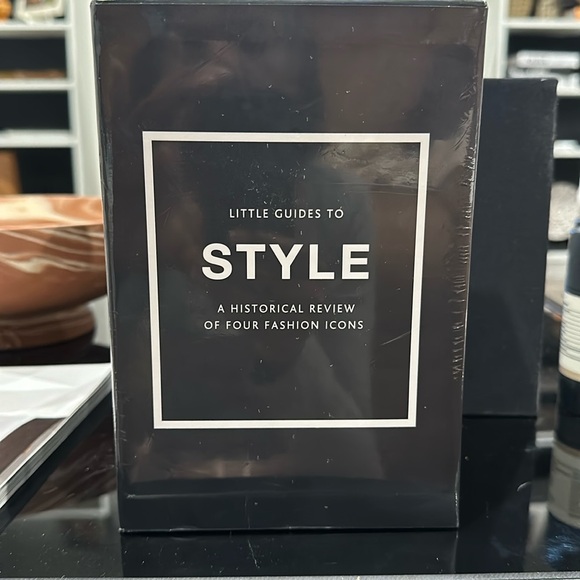 LITTLE GUIDES TO
STYLE
A HISTORICAL REVIEW
OF FOUR FASHION ICONS